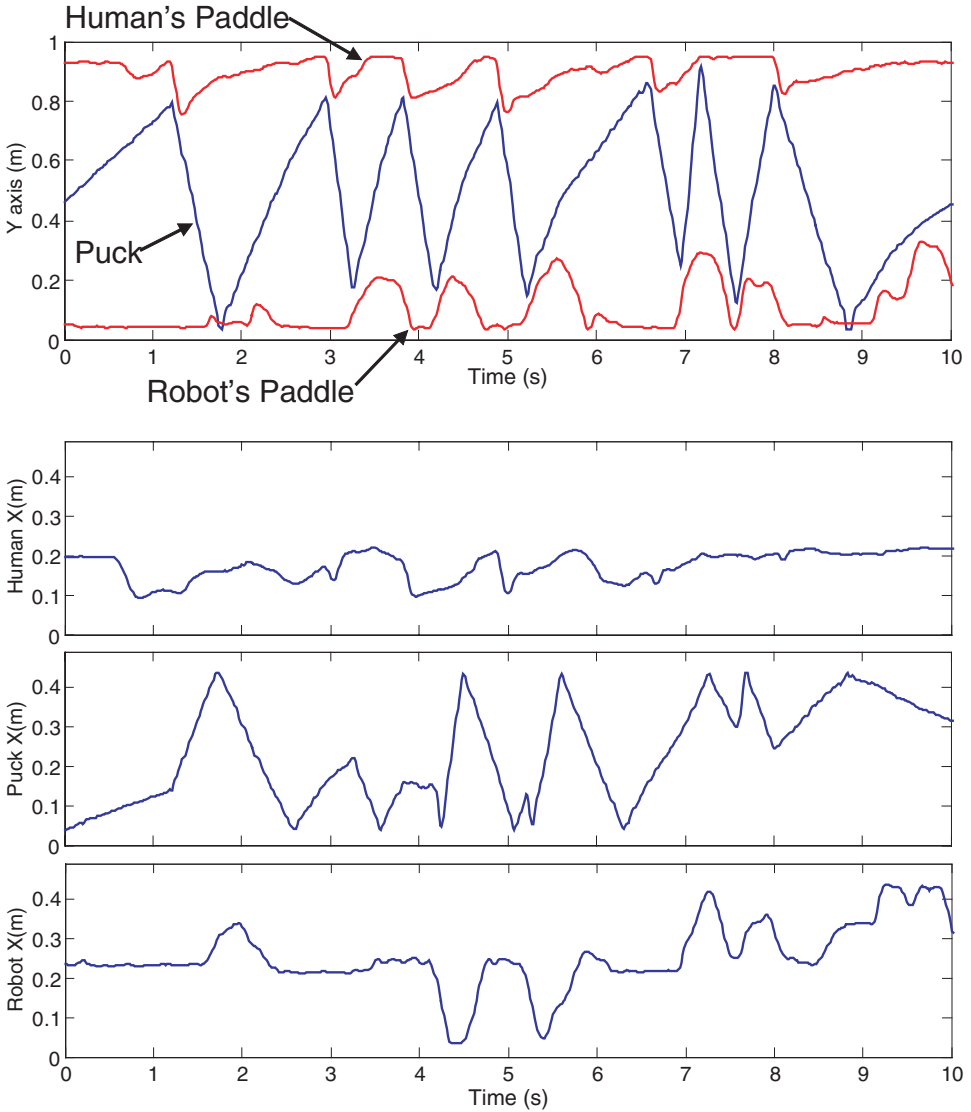 Human's Paddle
1
0.8
0.6
0.4
0.2
0
Y axis (m)
Puck
0 1 2 3 4 5 6 7 8 9 10
Time (s)
Robot's Paddle
0.4
0.3
0.2
0.1
0
Human X(m)
0.4
0.3
0.2
0.1
0
Puck X(m)
0.4
0.3
0.2
0.1
0
Robot X(m)
0 1 2 3 4 5 6 7 8 9 10
Time (s)